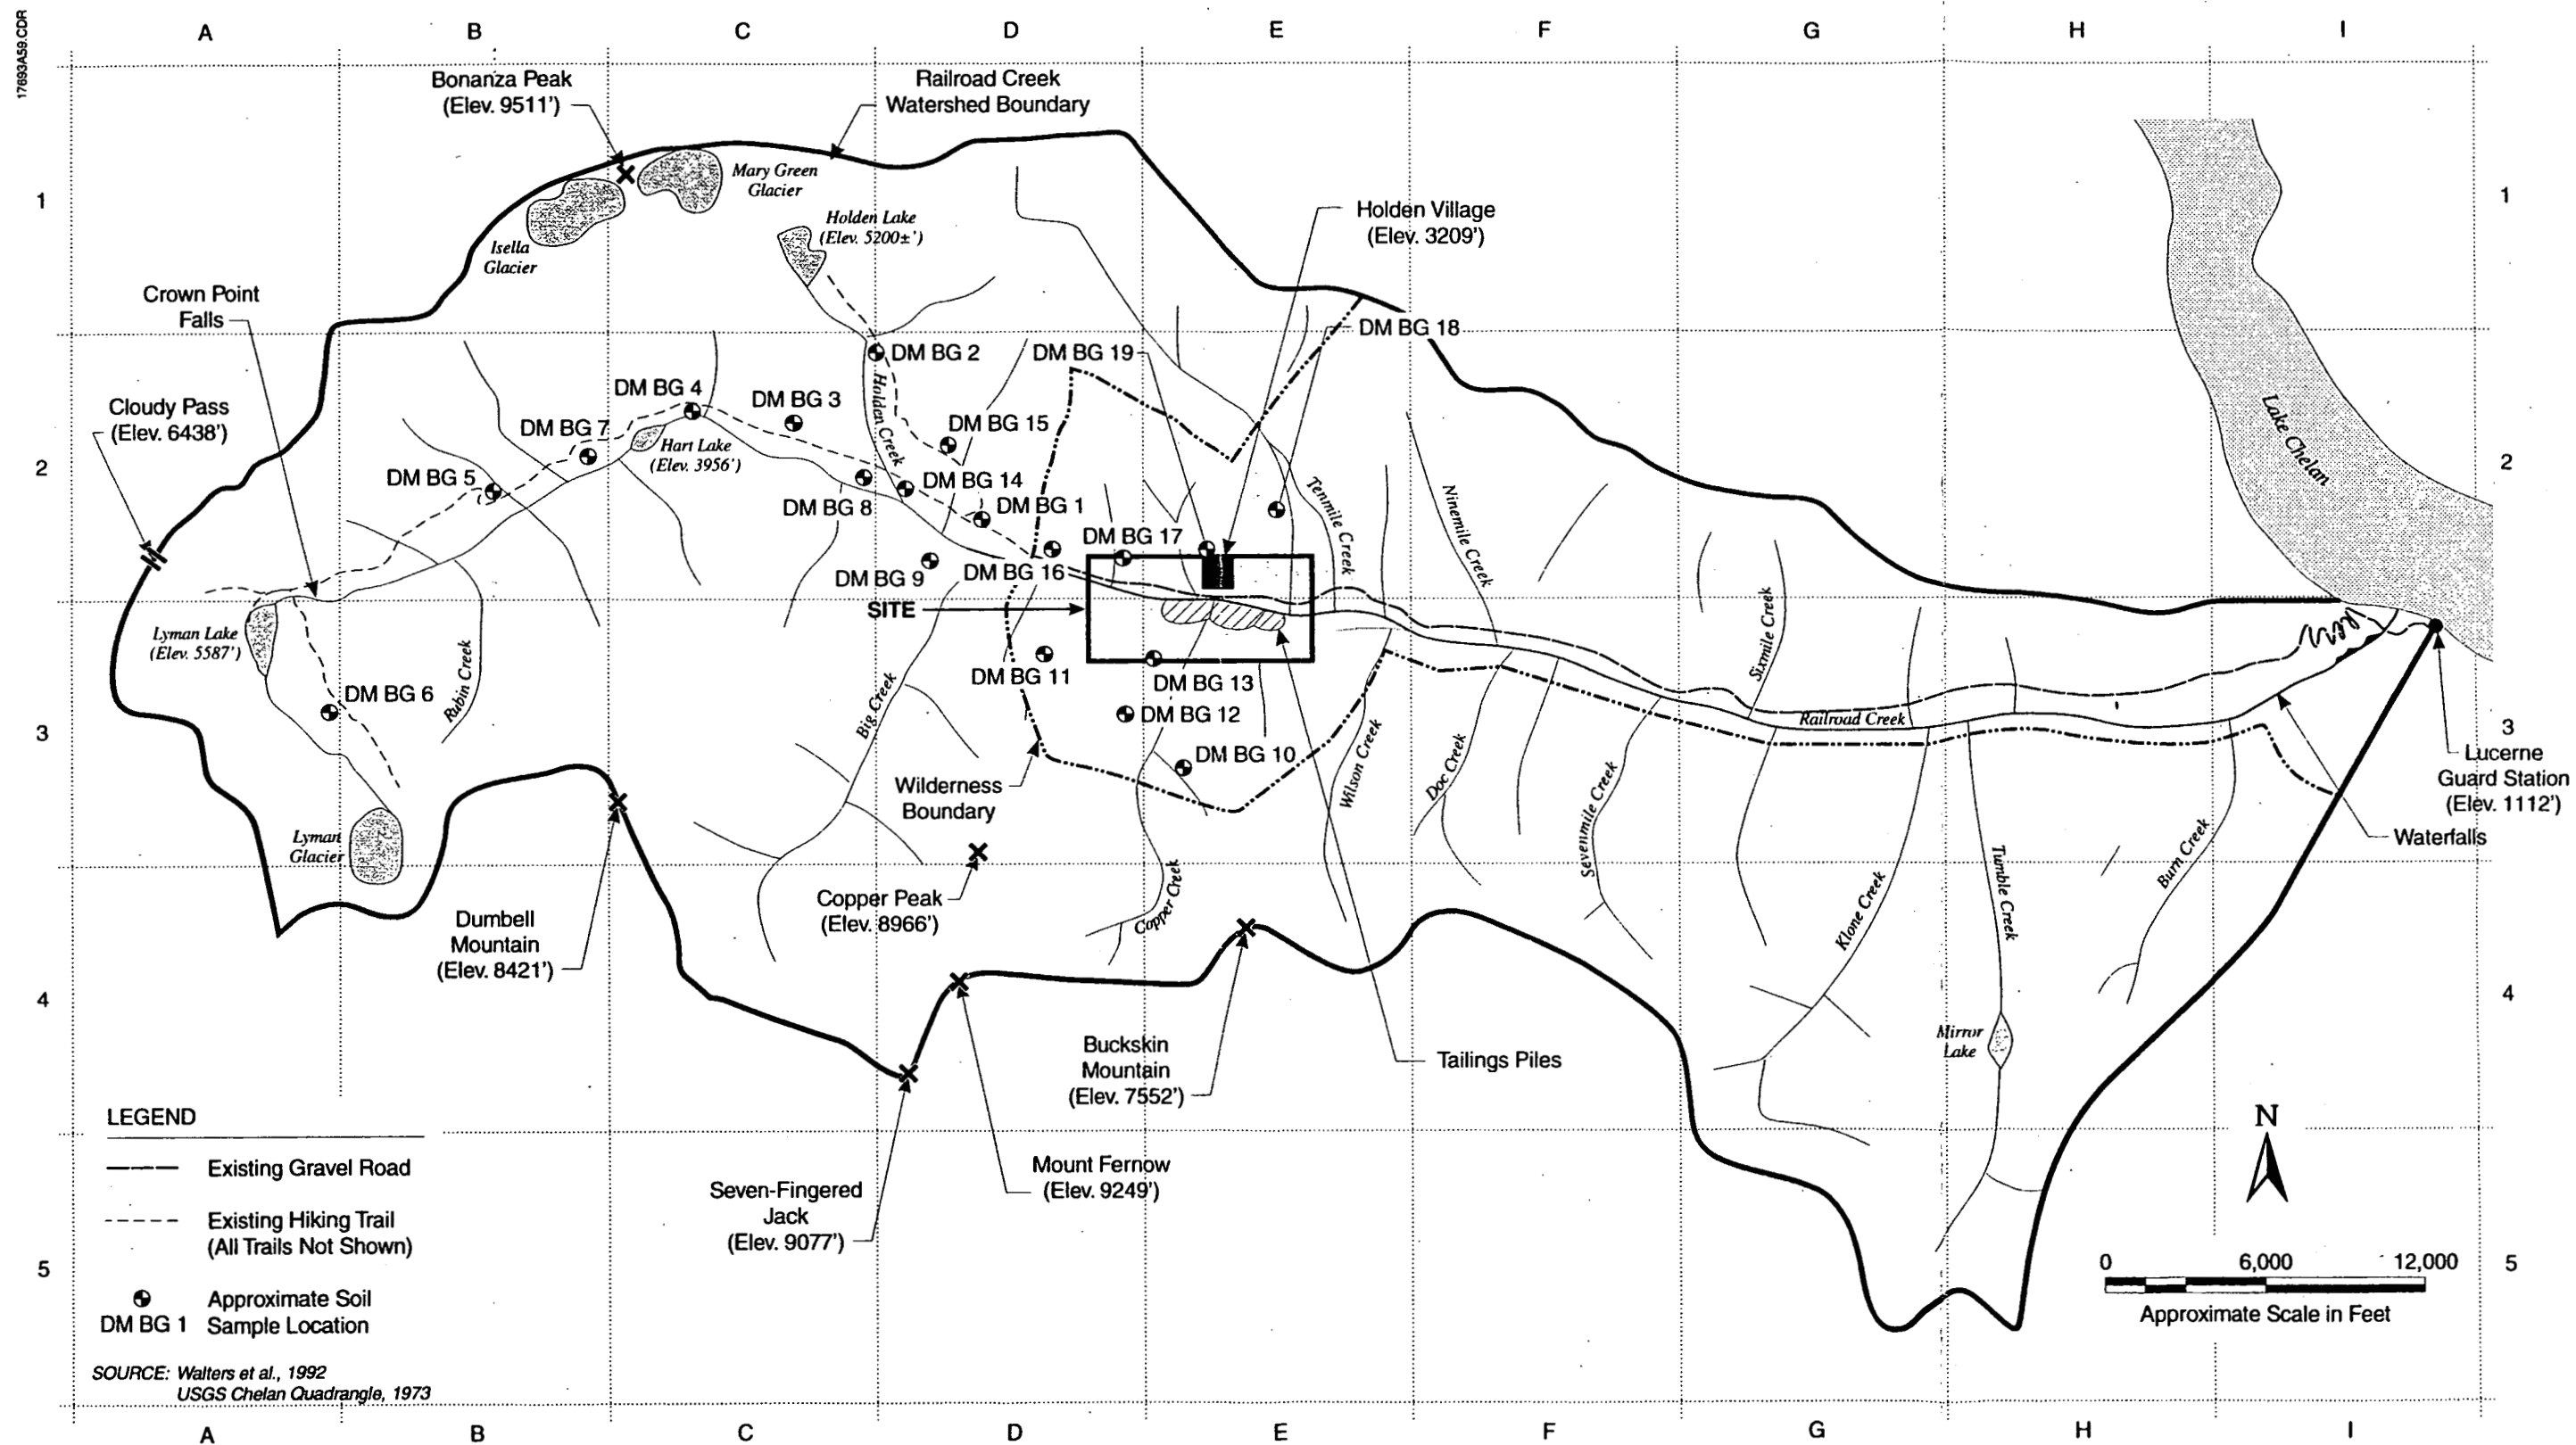 17693A59.CDR
A B C D E F G H I
Bonanza Peak
(Elev. 9511')
Railroad Creek
Watershed Boundary
1
Mary Green
Glacier
1
Isella
Glacier
Holden Lake
(Elev. 5200±')
Holden Village
(Elev. 3209')
Crown Point
Falls
DM BG 18
DM BG 2
DM BG 19
DM BG 4
DM BG 3
Cloudy Pass
(Elev. 6438')
DM BG 7
Hart Lake
(Elev. 3956')
Holden Creek
DM BG 15
Lake Chelan
2
DM BG 5
DM BG 14
2
DM BG 8
DM BG 1
Tenmile Creek
Ninemile Creek
DM BG 17
DM BG 9
DM BG 16
SITE
Lyman Lake
(Elev. 5587')
Rubin Creek
DM BG 11
DM BG 13
Sixmile Creek
DM BG 6
Big Creek
DM BG 12
Railroad Creek
3
DM BG 10
3
Wilderness
Boundary
Wilson Creek
Doc Creek
Sevenmile Creek
Lucerne
Guard Station
(Elev. 1112')
Waterfalls
Lyman
Glacier
Copper Peak
(Elev. 8966')
Copper Creek
Klone Creek
Tumble Creek
Burn Creek
Dumbell
Mountain
(Elev. 8421')
4
4
Buckskin
Mountain
(Elev. 7552')
Tailings Piles
Mirror
Lake
LEGEND
Existing Gravel Road
Existing Hiking Trail
(All Trails Not Shown)
Approximate Soil
DM BG 1 Sample Location
Seven-Fingered
Jack
(Elev. 9077')
Mount Fernow
(Elev. 9249')
N
5
5
0 6,000 12,000
Approximate Scale in Feet
SOURCE: Walters et al., 1992
USGS Chelan Quadrangle, 1973
A B C D E F G H I